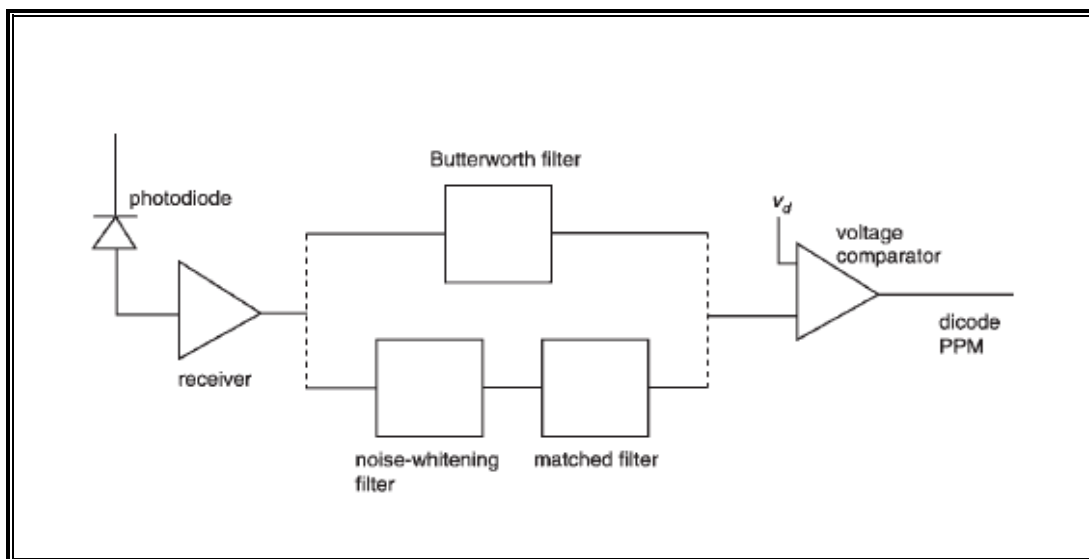 Butterworth filter
photodiode
v_d
voltage
comparator
dicode
PPM
receiver
noise-whitening
filter
matched filter